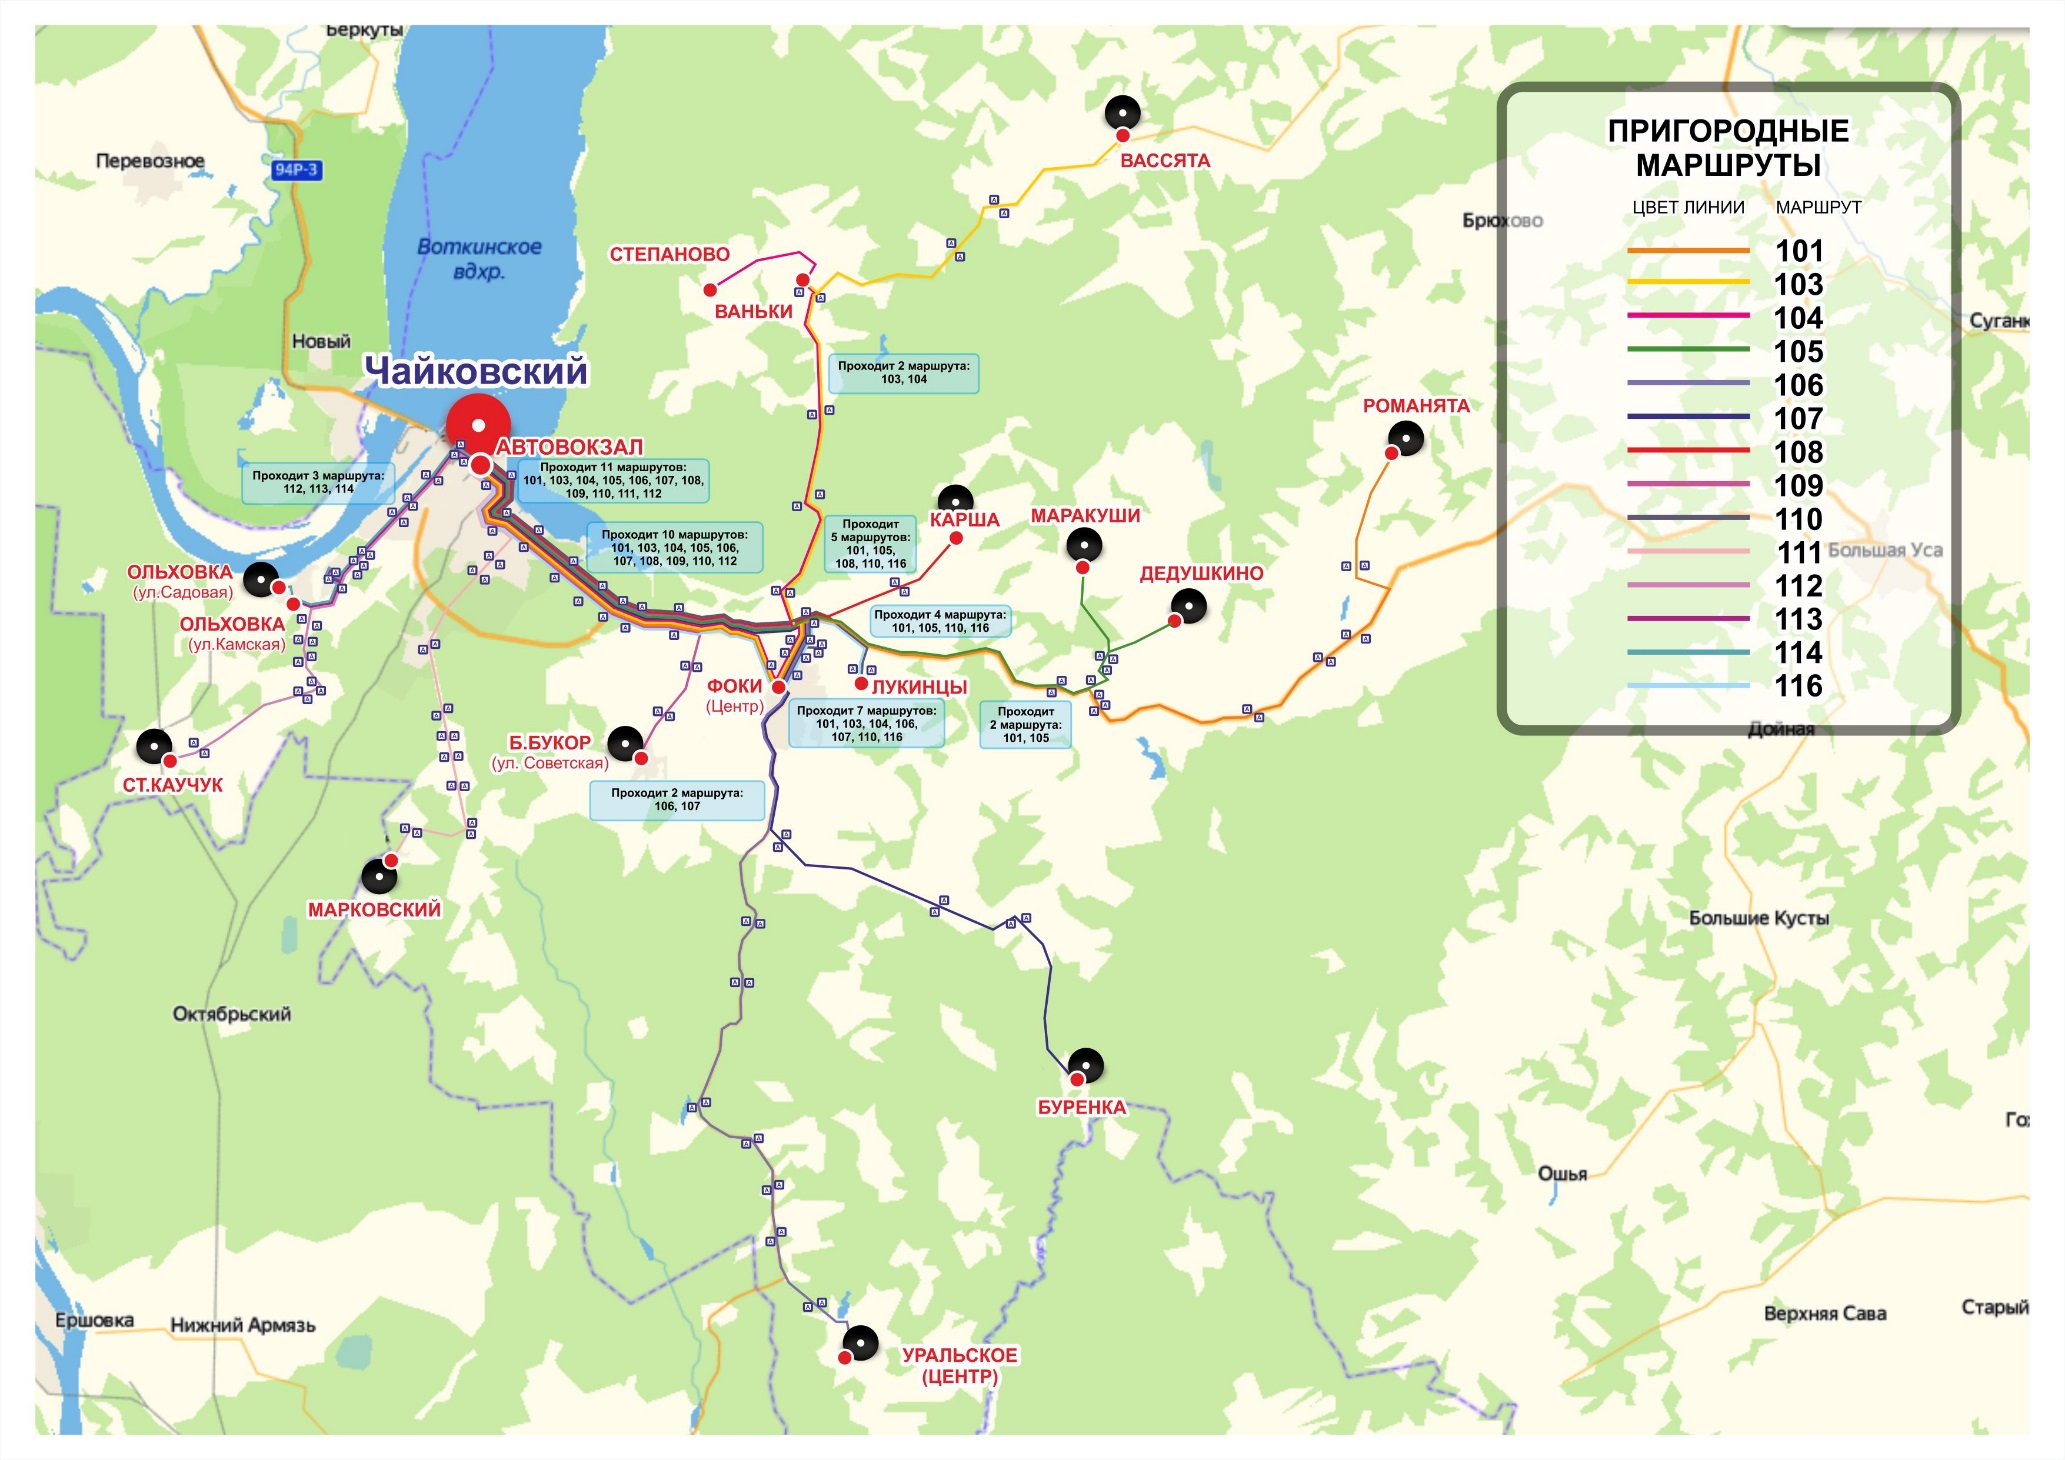 Беркуты
Перевозное
94Р-3
Воткинское
вдхр.
Новый
Чайковский
АВТОВОКЗАЛ
Проходит 3 маршрута:
112, 113, 114
Проходит 11 маршрутов:
101, 103, 104, 105, 106, 107, 108,
109, 110, 111, 112
Проходит 10 маршрутов:
101, 103, 104, 105, 106,
107, 108, 109, 110, 112
СТЕПАНОВО
ВАНЬКИ
ВАССЯТА
Проходит 2 маршрута:
103, 104
Проходит
5 маршрутов:
101, 105,
108, 110, 116
КАРША
МАРАКУШИ
ДЕДУШКИНО
РОМАНЯТА
Проходит 4 маршрута:
101, 105, 110, 116
ОЛЬХОВКА
(ул.Садовая)
ОЛЬХОВКА
(ул.Камская)
СТ.КАУЧУК
МАРКОВСКИЙ
ФОКИ
(Центр)
ЛУКИНЦЫ
Проходит 7 маршрутов:
101, 103, 104, 106,
107, 110, 116
Проходит
2 маршрута:
101, 105
Б.БУКОР
(ул. Советская)
Проходит 2 маршрута:
106, 107
БУРЕНКА
УРАЛЬСКОЕ
(ЦЕНТР)
Октябрьский
Ершовка
Нижний Армязь
Брюхово
ПРИГОРОДНЫЕ
МАРШРУТЫ
ЦВЕТ ЛИНИИ МАРШРУТ
101
103
104
105
106
107
108
109
110
111
112
113
114
116
Суганк
Большая Уса
Дойная
Большие Кусты
Гох
Ошья
Верхняя Сава
Старый